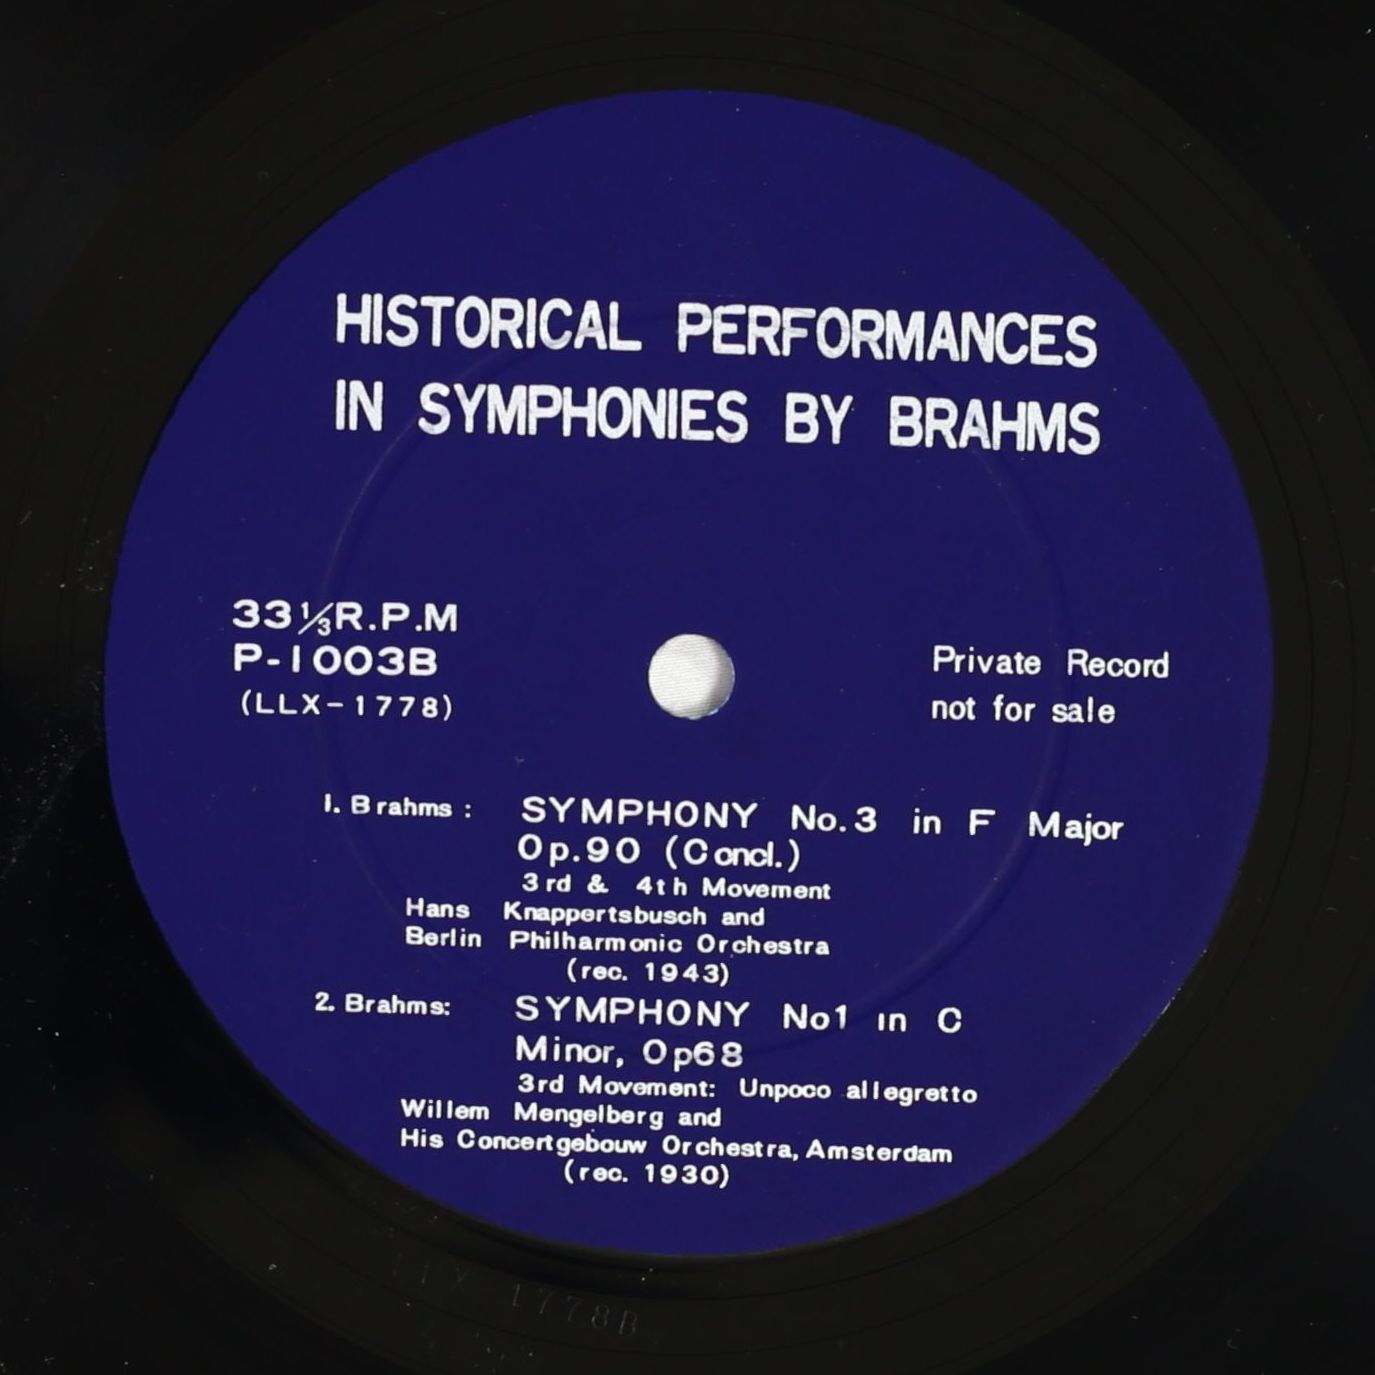 HISTORICAL PERFORMANCES
IN SYMPHONIES BY BRAHMS
33⅓R.P.M
P-1003B
(LLX-1778)
Private Record
not for sale
1. Brahms: SYMPHONY No.3 in F Major
Op.90 (Concl.)
3rd & 4th Movement
Hans Knappertsbusch and
Berlin Philharmonic Orchestra
(rec. 1943)
2. Brahms: SYMPHONY No1 in C
Minor, Op68
3rd Movement: Unpoco allegretto
Willem Mengelberg and
His Concertgebouw Orchestra, Amsterdam
(rec. 1930)
1778B